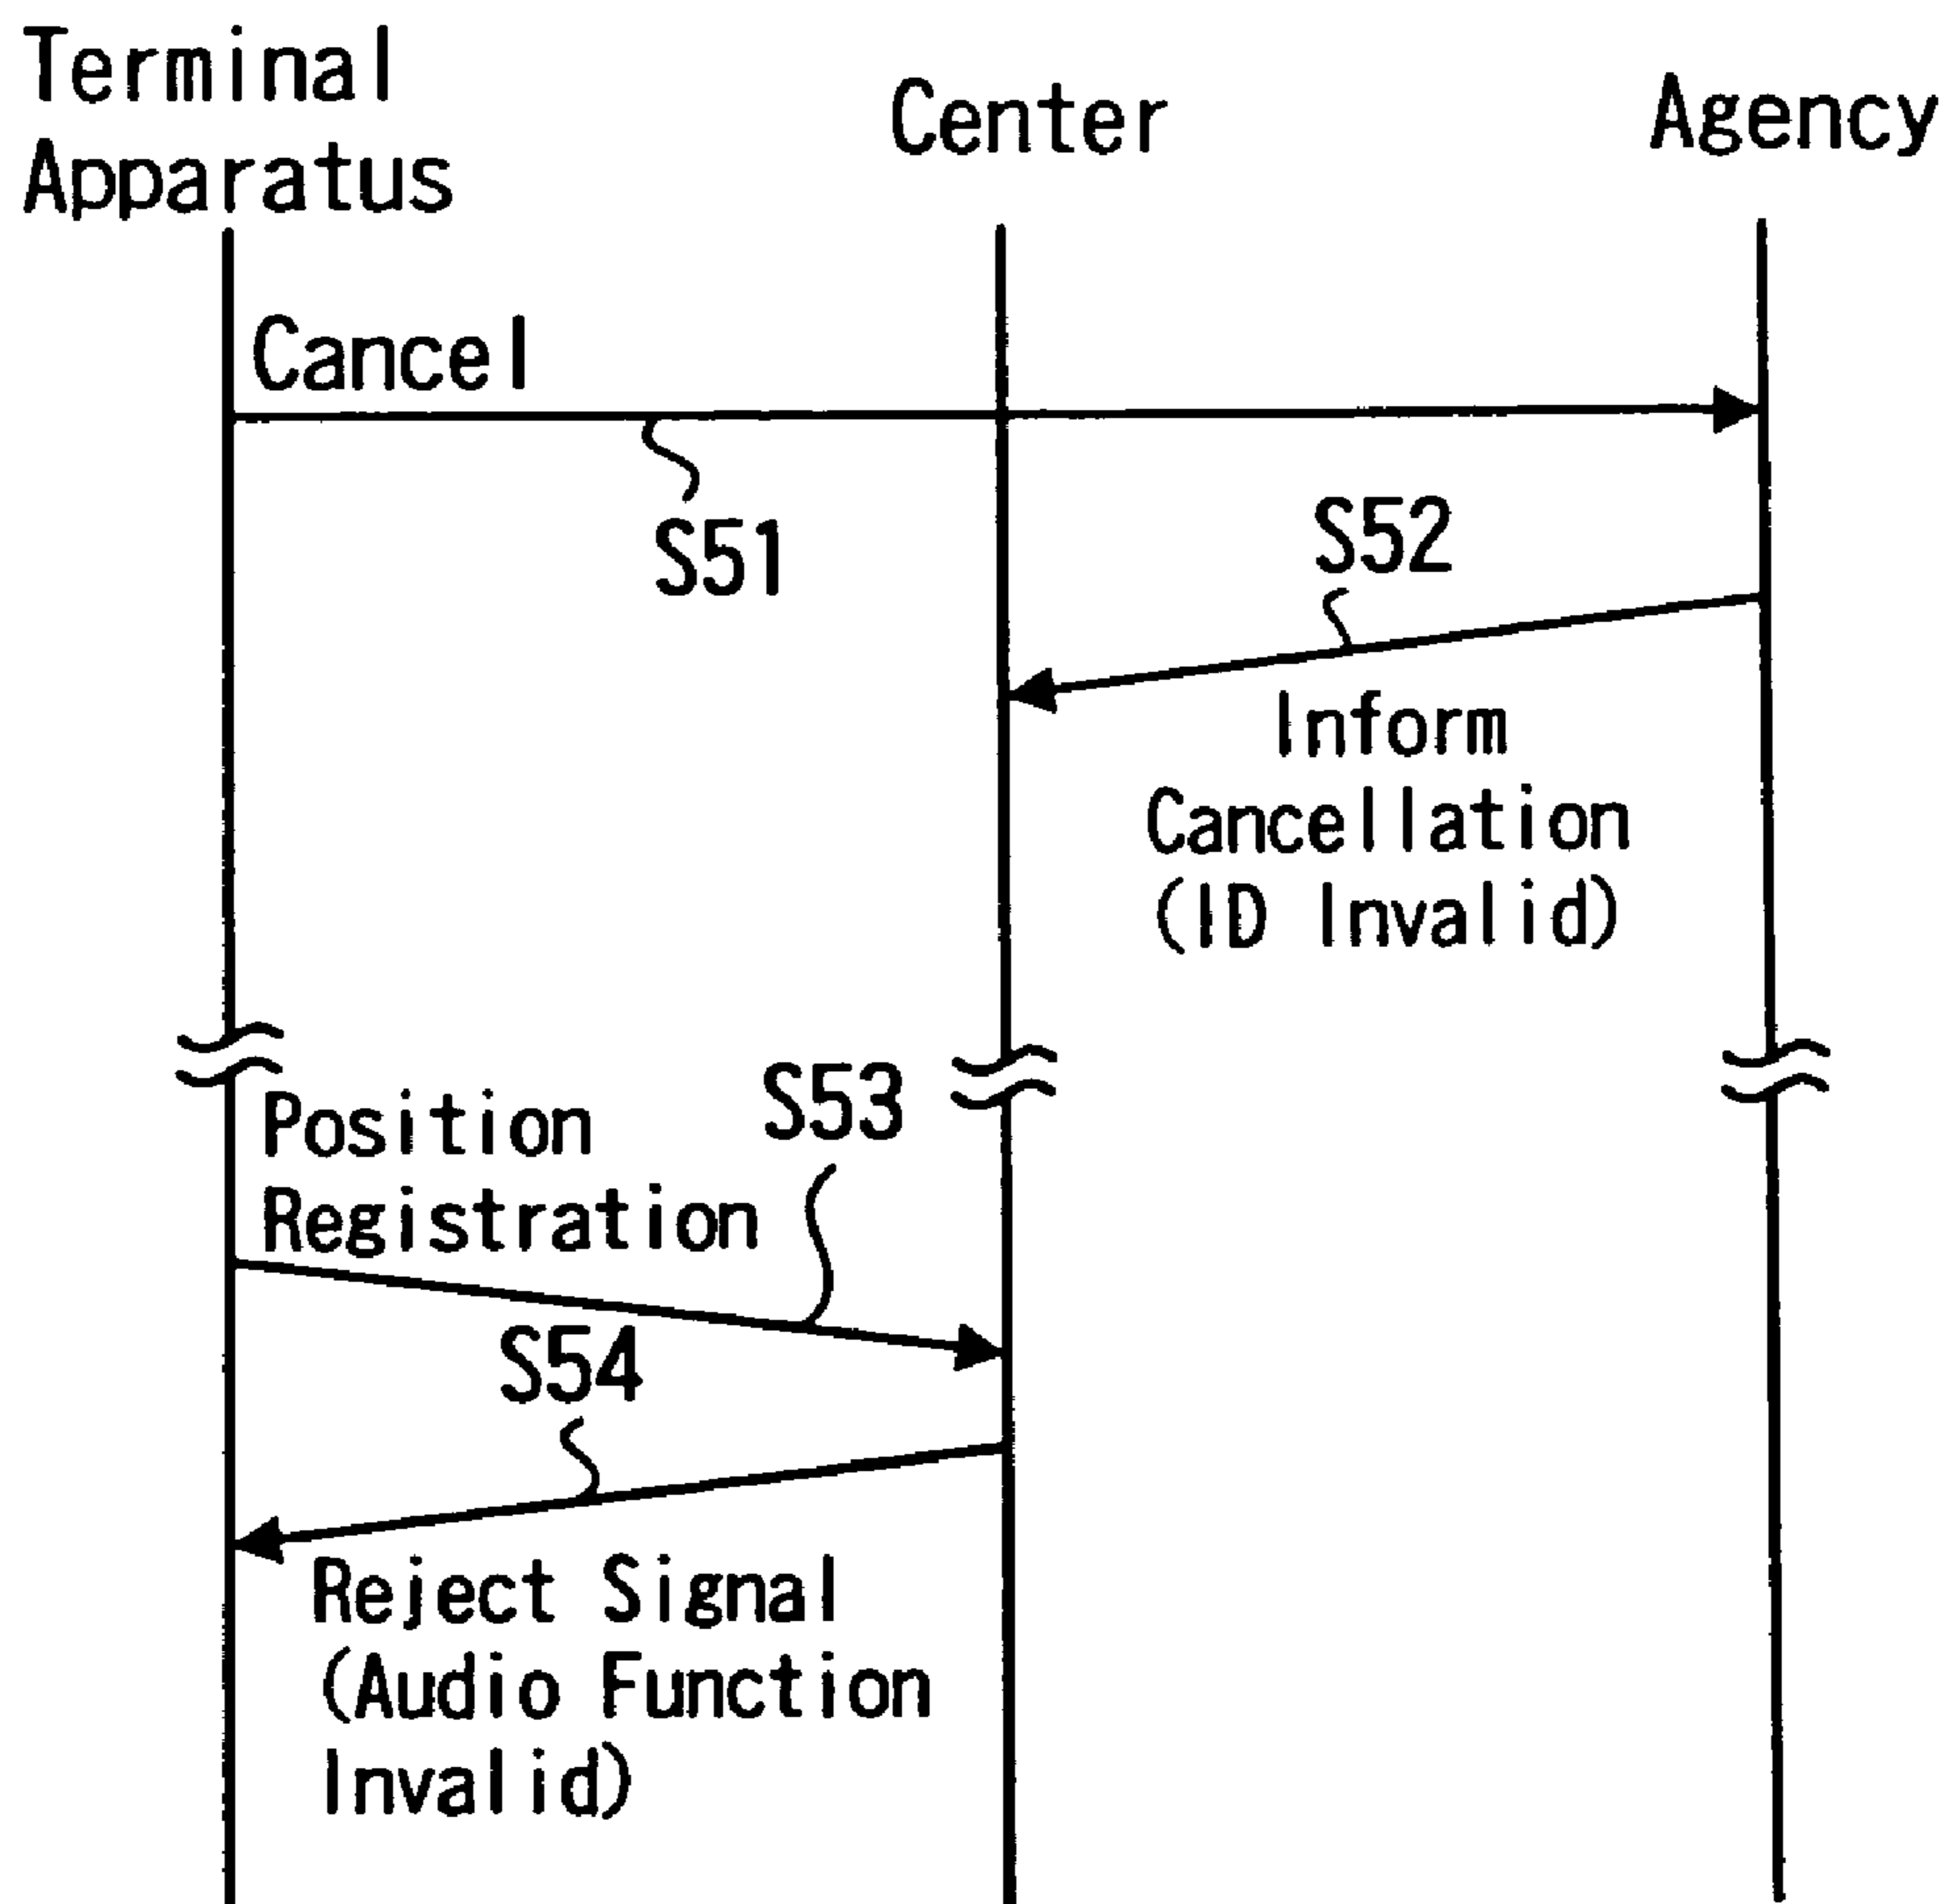 Terminal
Apparatus
Center
Agency
Cancel
S51
S52
Inform
Cancellation
(ID Invalid)
Position
Registration
S53
S54
Reject Signal
(Audio Function
Invalid)